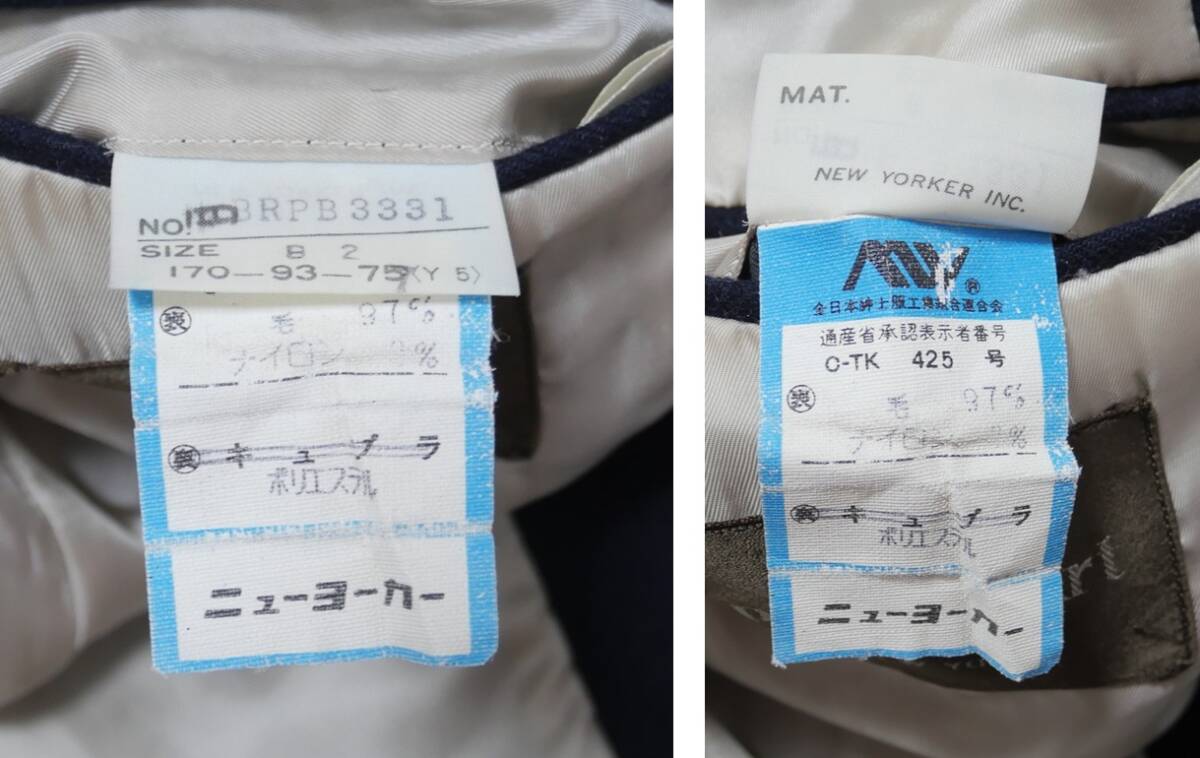 NO! BRPB3331
SIZE B 2
170-93-75(Y 5)
表 毛 97%
ナイロン %
裏 キュプラ
ポリエステル
ニューヨーカー
MAT.
NEW YORKER INC.
®
全日本紳士服工業組合連合会
通産省承認表示者番号
C-TK 425 号
表 毛 97%
ナイロン %
裏 キュプラ
ポリエステル
ニューヨーカー